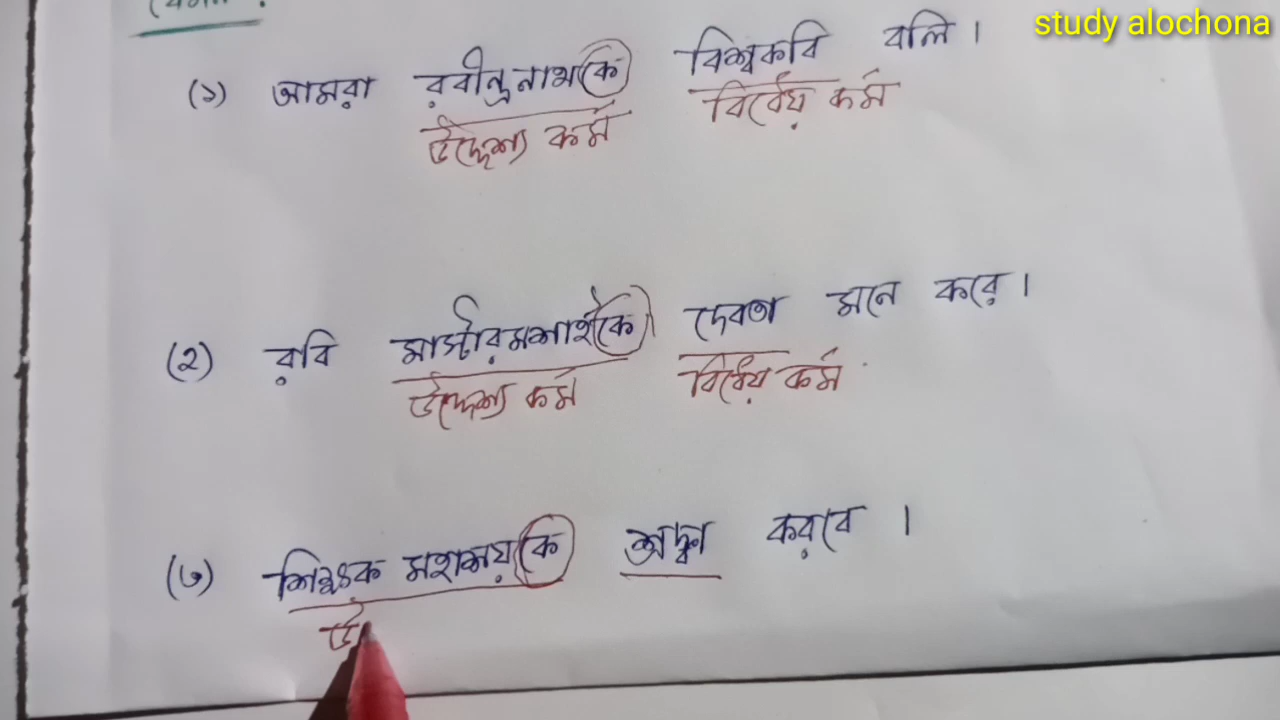 study alochona
(১) আমরা রবীন্দ্রনাথকে বিশ্বকবি বলি ।
উদ্দেশ্য কর্ম বিধেয় কর্ম
(২) রবি মাস্টারমশাইকে দেবতা মনে করে ।
উদ্দেশ্য কর্ম বিধেয় কর্ম
(৩) শিক্ষক মহাশয়কে শ্রদ্ধা করবে ।
উ